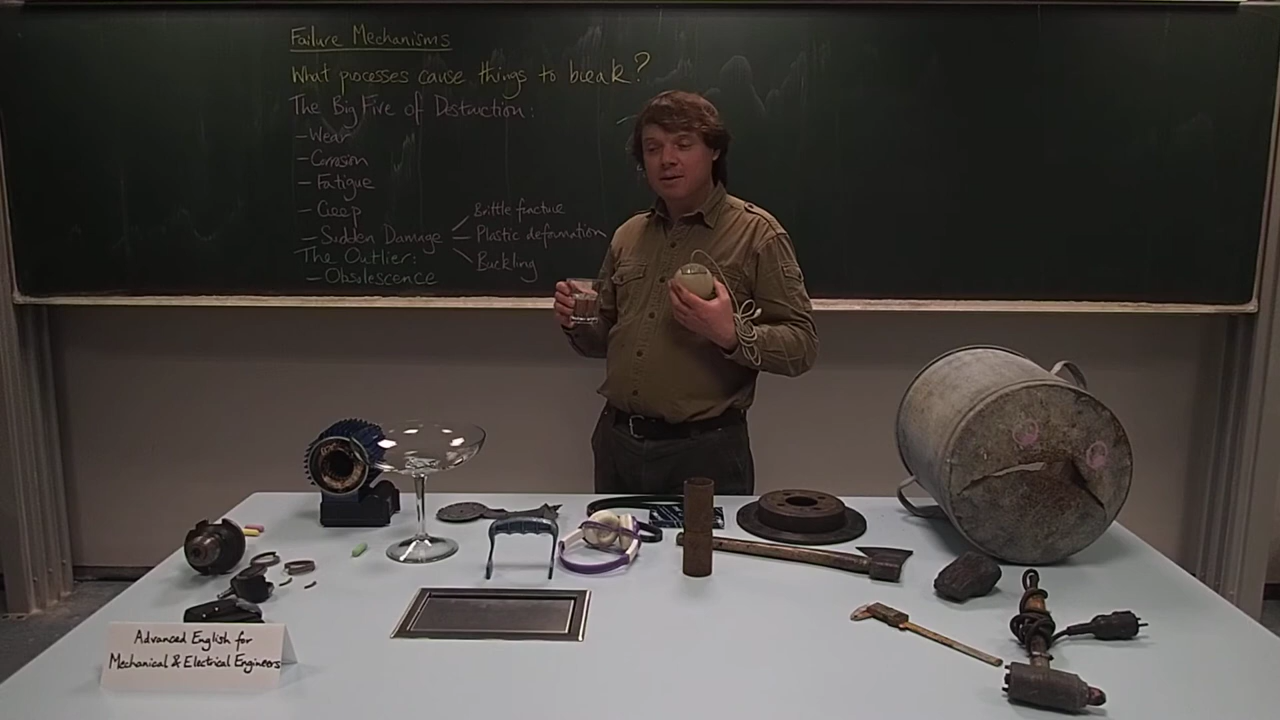 Failure Mechanisms
What processes cause things to break?
The Big Five of Destruction:
- Wear
- Corrosion
- Fatigue
- Creep
- Sudden Damage
Brittle fracture
Plastic deformation
Buckling
The Outlier:
- Obsolescence
Advanced English for
Mechanical & Electrical Engineers